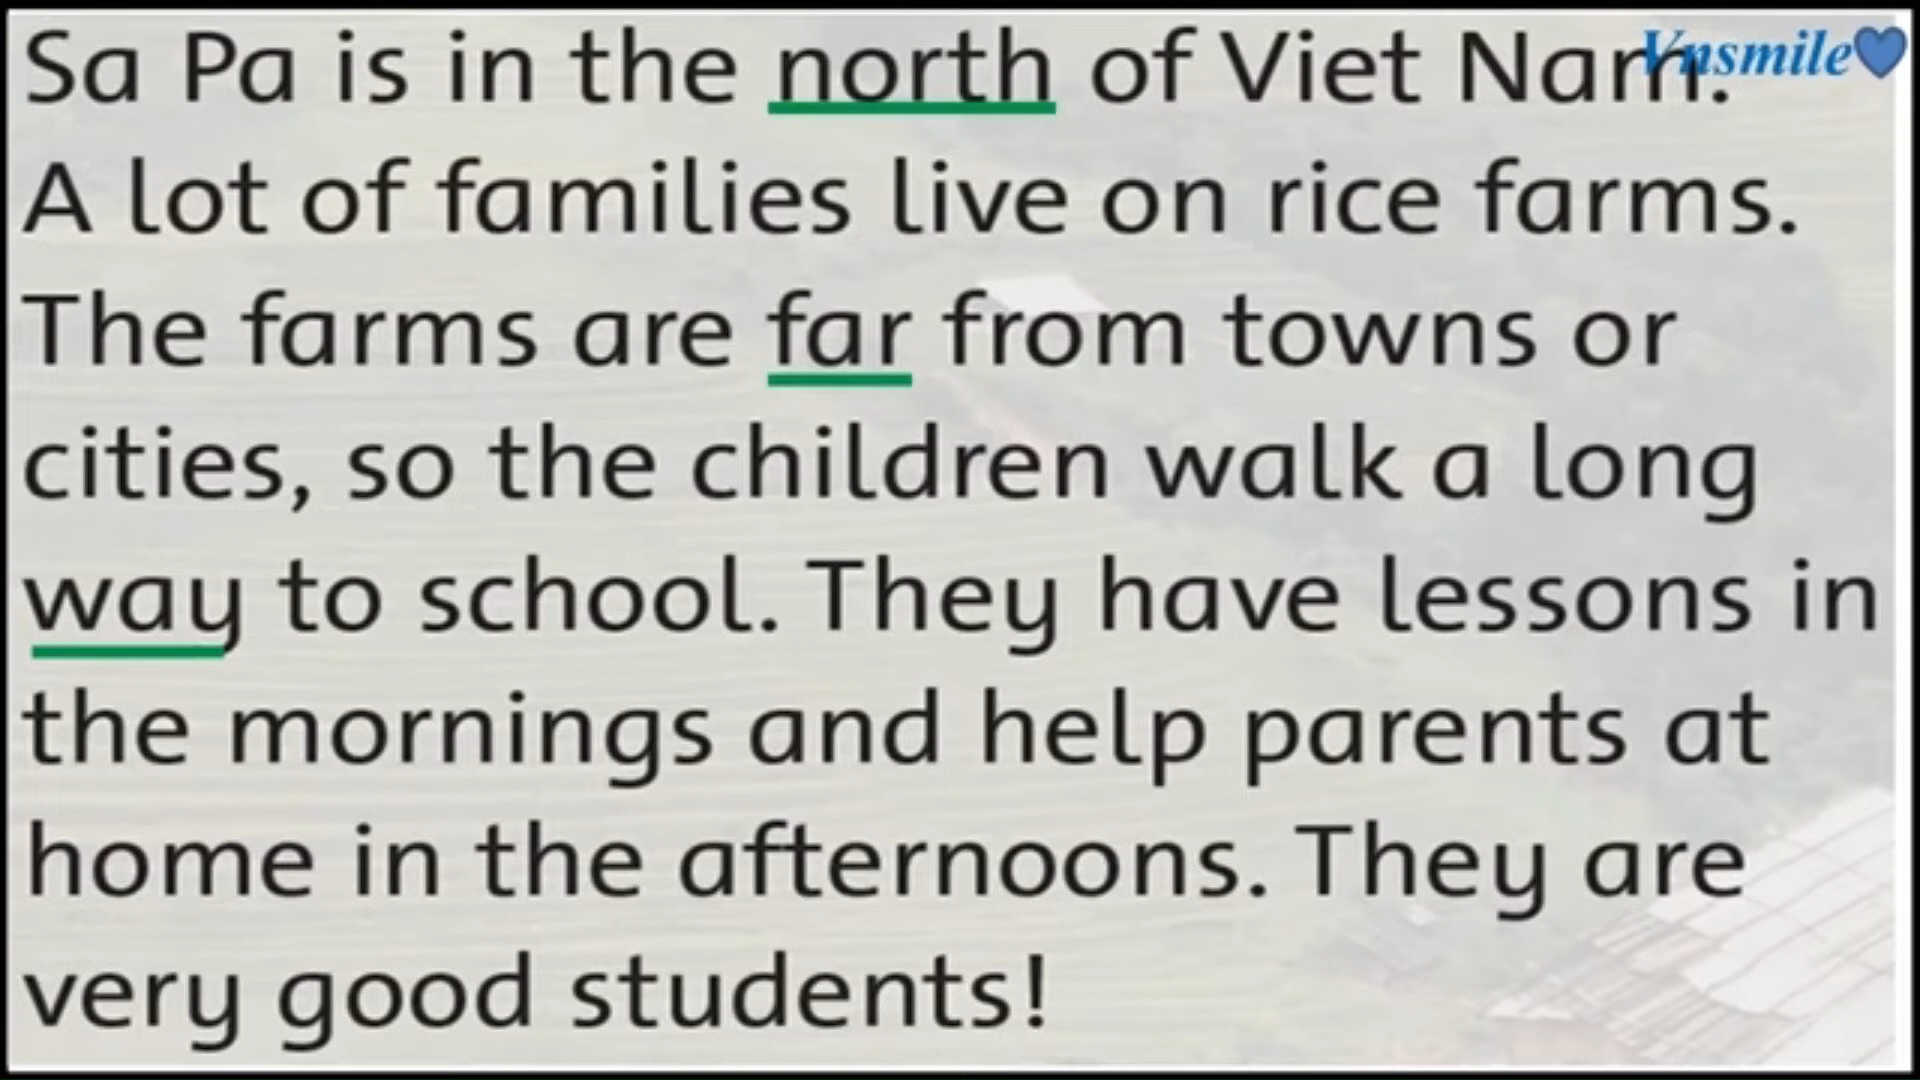 Sa Pa is in the north of Viet Nam.
Vnsmile
A lot of families live on rice farms.
The farms are far from towns or
cities, so the children walk a long
way to school. They have lessons in
the mornings and help parents at
home in the afternoons. They are
very good students!